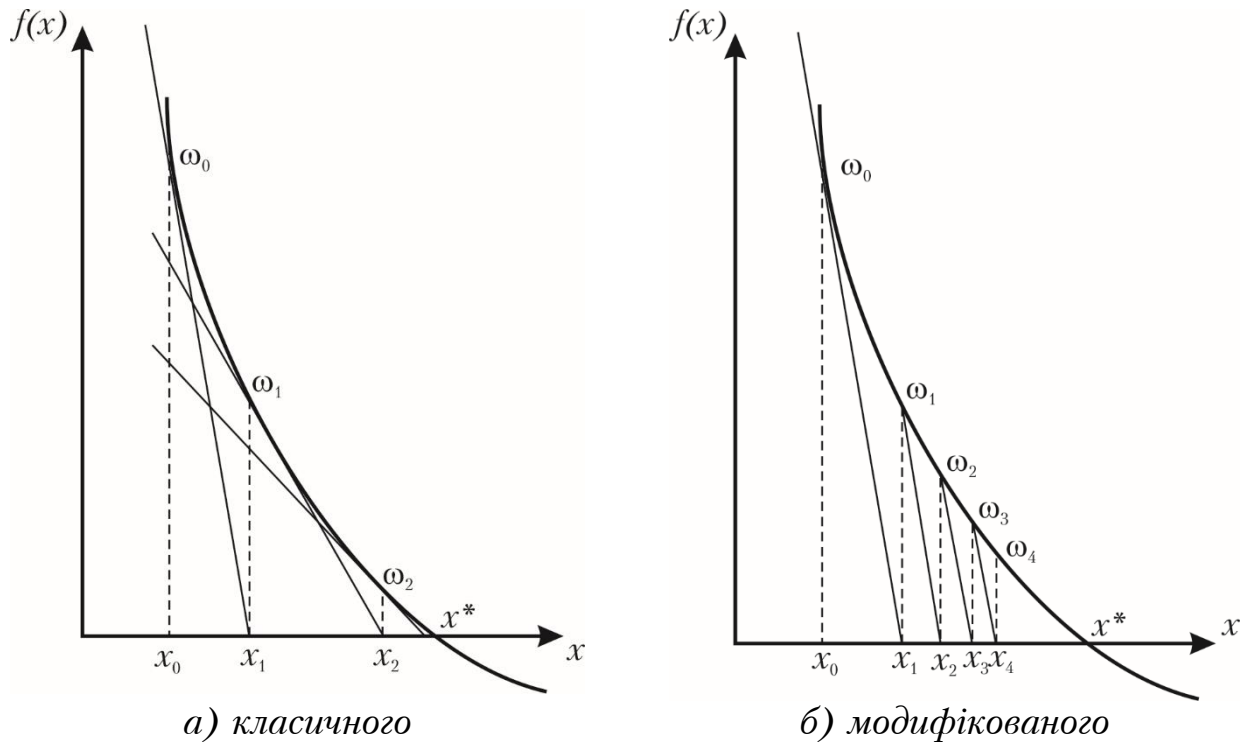 f(x)
ω₀
ω₁
ω₂
x*
x₀
x₁
x₂
x
а) класичного
f(x)
ω₀
ω₁
ω₂
ω₃
ω₄
x*
x₀
x₁
x₂
x₃
x₄
x
б) модифікованого